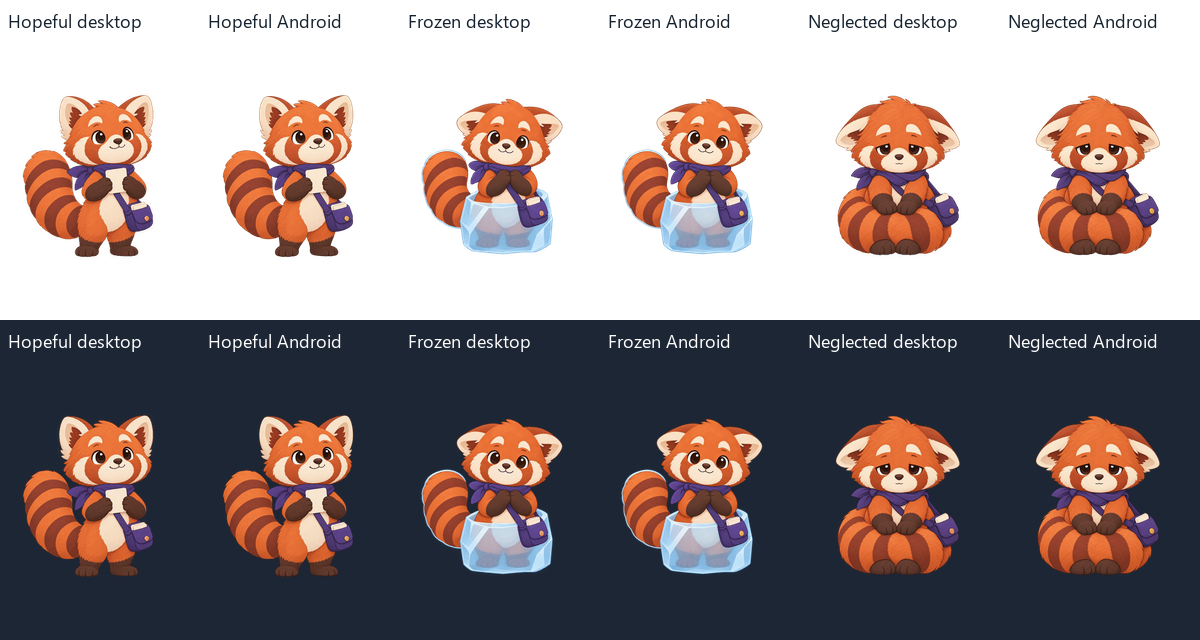 Hopeful desktop
Hopeful Android
Frozen desktop
Frozen Android
Neglected desktop
Neglected Android
Hopeful desktop
Hopeful Android
Frozen desktop
Frozen Android
Neglected desktop
Neglected Android